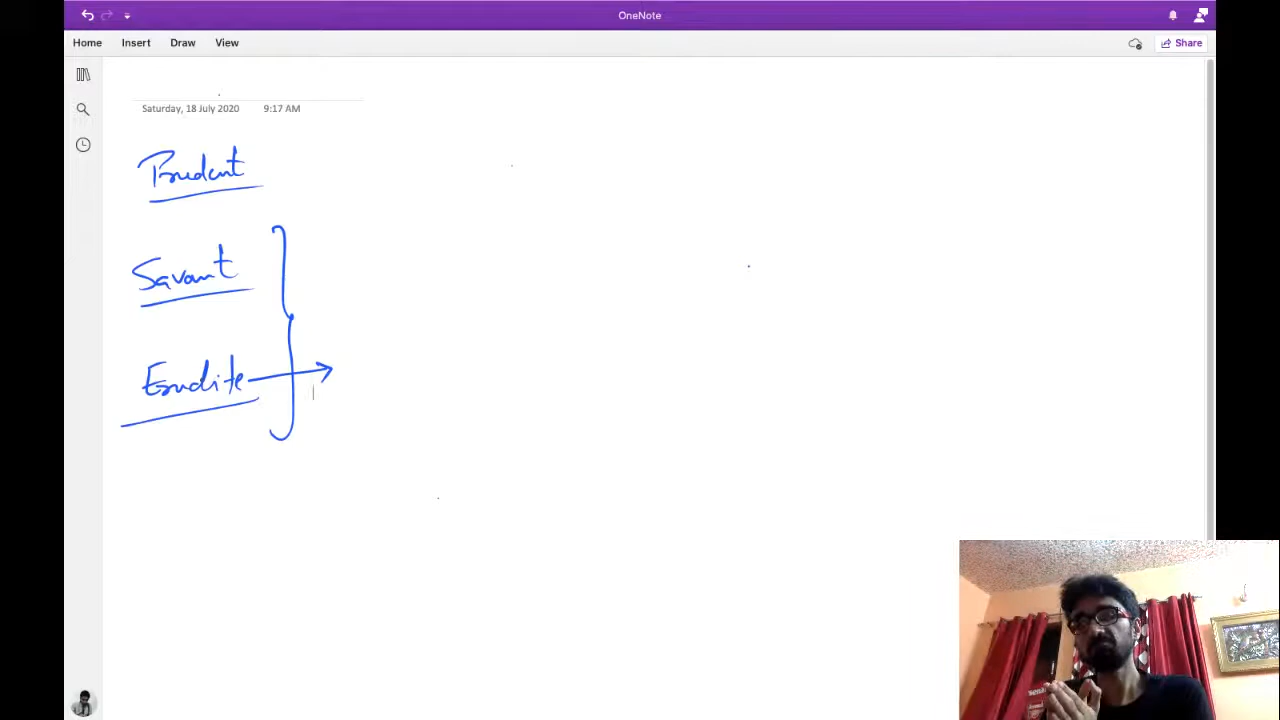 OneNote
Home Insert Draw View Share
Saturday, 18 July 2020 9:17 AM
Prudent
Savant
Erudite